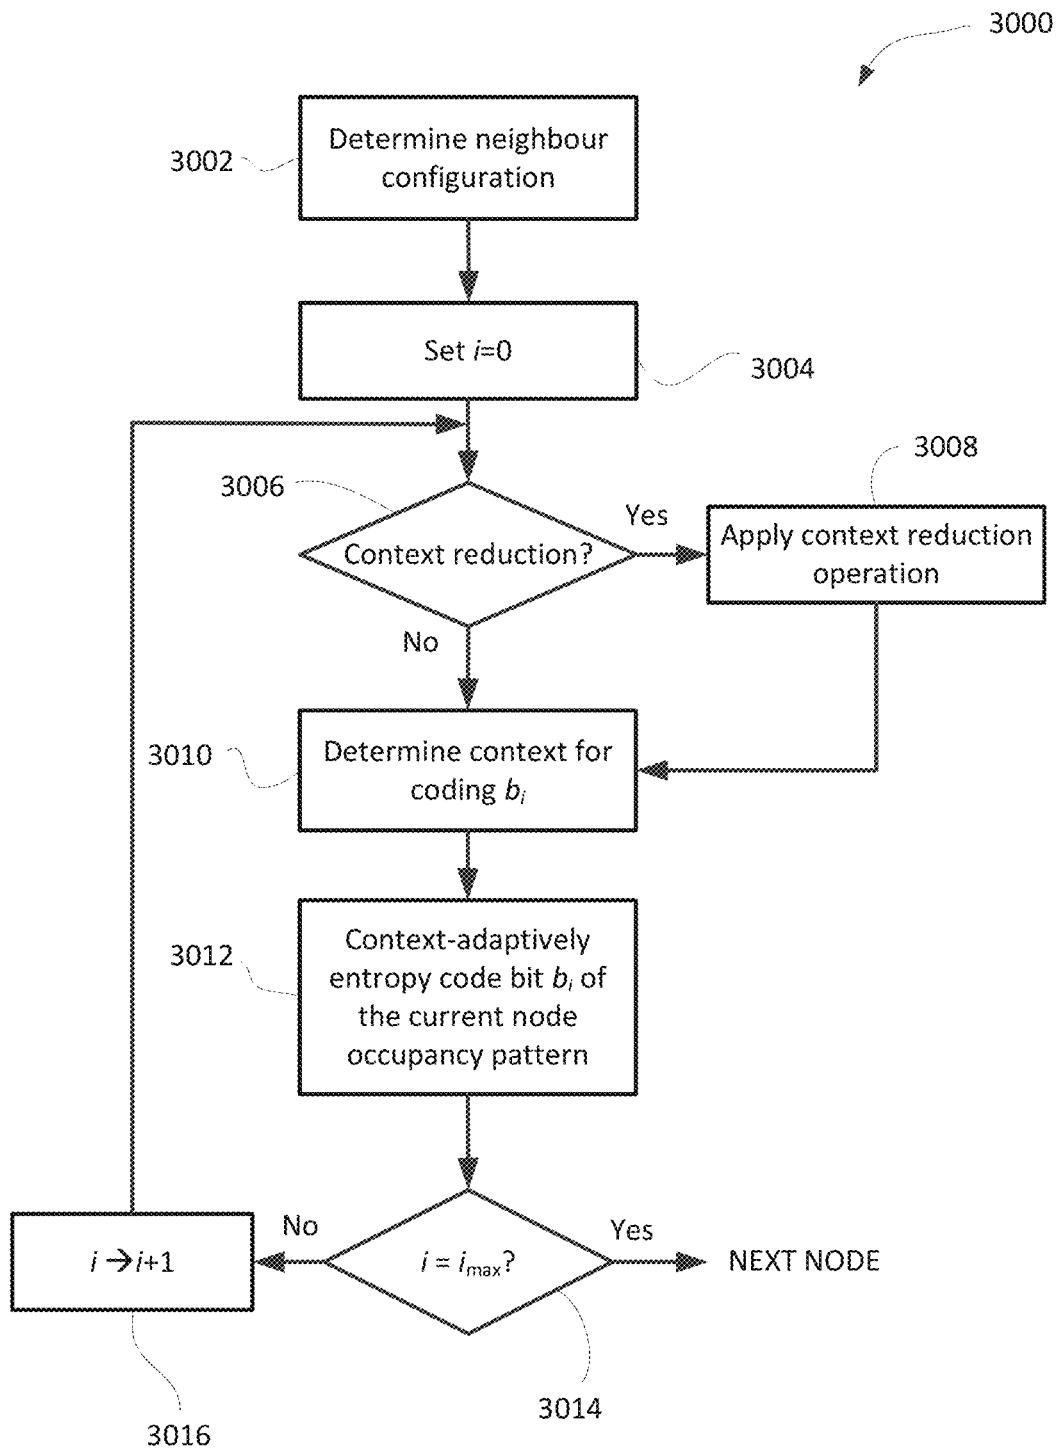 3000
3002
Determine neighbour
configuration
Set i=0
3004
3006
Context reduction?
Yes
No
3008
Apply context reduction
operation
3010
Determine context for
coding bi
3012
Context-adaptively
entropy code bit bi of
the current node
occupancy pattern
i = imax?
No
Yes
NEXT NODE
i→i+1
3014
3016